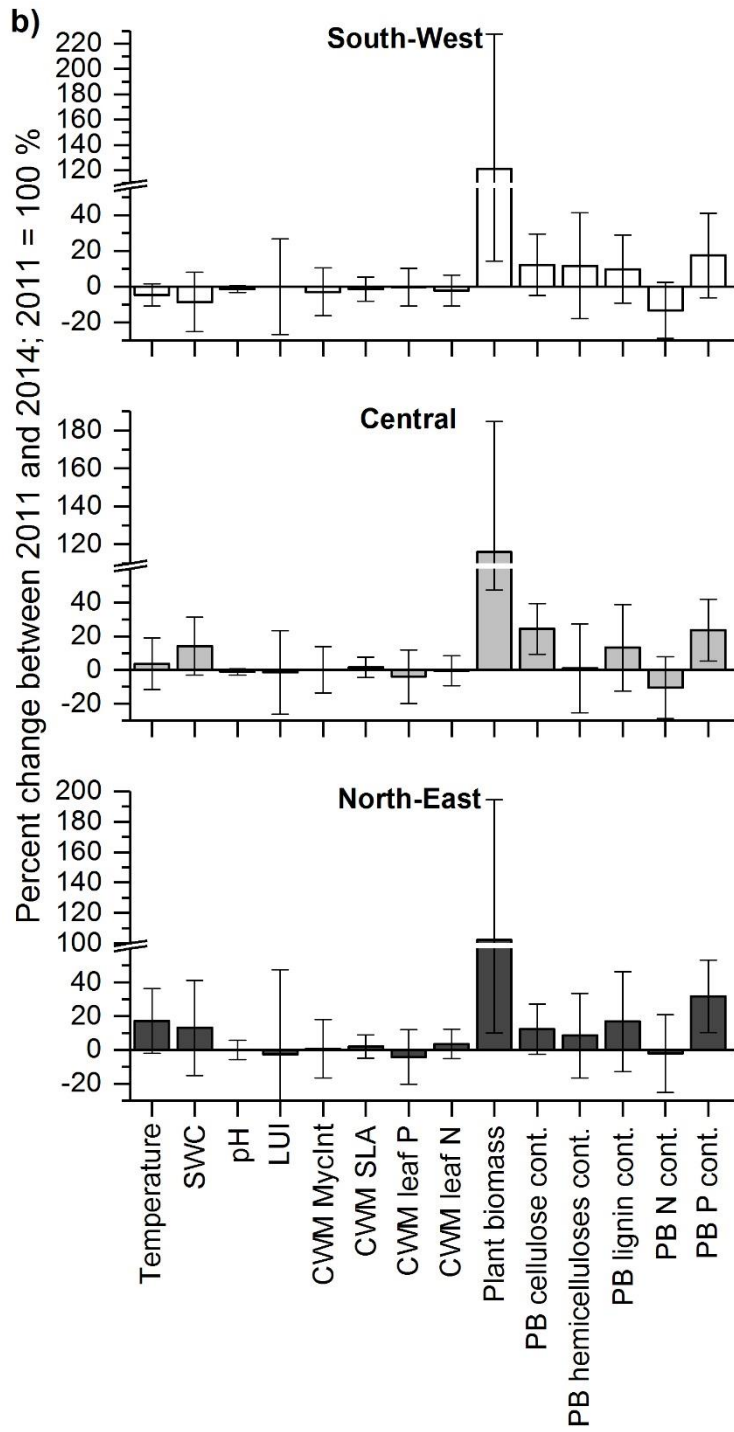 b)
Percent change between 2011 and 2014; 2011 = 100 %
South-West
220
200
180
160
140
120
40
20
0
-20
Central
180
160
140
120
40
20
0
-20
North-East
200
180
160
140
120
100
40
20
0
-20
Temperature
SWC
pH
LUI
CWM MycInt
CWM SLA
CWM leaf P
CWM leaf N
Plant biomass
PB cellulose cont.
PB hemicelluloses cont.
PB lignin cont.
PB N cont.
PB P cont.